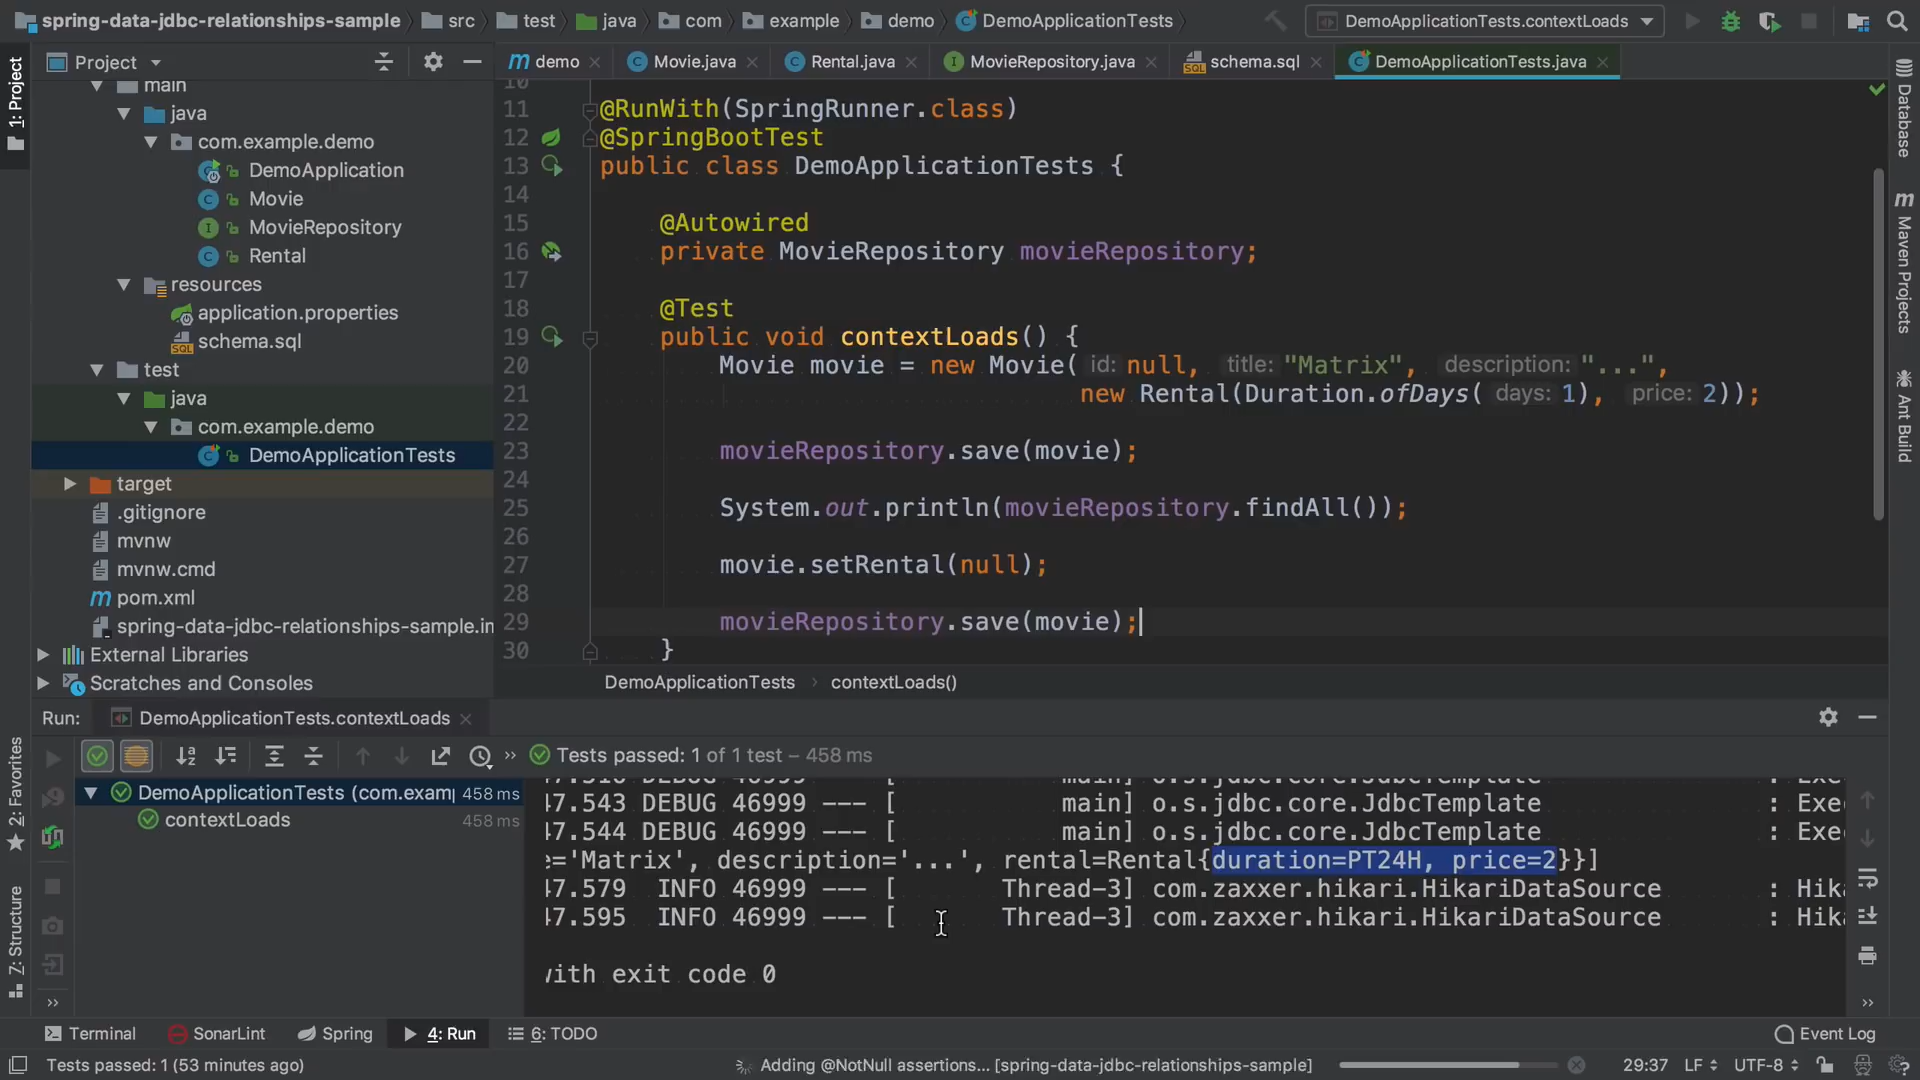 spring-data-jdbc-relationships-sample src test java com example demo DemoApplicationTests DemoApplicationTests.contextLoads
Project
demo Movie.java Rental.java MovieRepository.java schema.sql DemoApplicationTests.java
1: Project
main
java
com.example.demo
DemoApplication
Movie
MovieRepository
Rental
resources
application.properties
schema.sql
test
java
com.example.demo
DemoApplicationTests
target
.gitignore
mvnw
mvnw.cmd
pom.xml
spring-data-jdbc-relationships-sample.im
External Libraries
Scratches and Consoles
10
11 @RunWith(SpringRunner.class)
12 @SpringBootTest
13 public class DemoApplicationTests {
14
15 @Autowired
16 private MovieRepository movieRepository;
17
18 @Test
19 public void contextLoads() {
20 Movie movie = new Movie( id: null, title: "Matrix", description: "...",
21 new Rental(Duration.ofDays( days: 1), price: 2));
22
23 movieRepository.save(movie);
24
25 System.out.println(movieRepository.findAll());
26
27 movie.setRental(null);
28
29 movieRepository.save(movie);
30 }
DemoApplicationTests › contextLoads()
Database
Maven Projects
Ant Build
Run: DemoApplicationTests.contextLoads
Tests passed: 1 of 1 test – 458 ms
DemoApplicationTests (com.examp 458 ms
contextLoads 458 ms
47.543 DEBUG 46999 --- [ main] o.s.jdbc.core.JdbcTemplate : Exe
47.544 DEBUG 46999 --- [ main] o.s.jdbc.core.JdbcTemplate : Exe
e='Matrix', description='...', rental=Rental{duration=PT24H, price=2}}]
47.579 INFO 46999 --- [ Thread-3] com.zaxxer.hikari.HikariDataSource : Hik
47.595 INFO 46999 --- [ Thread-3] com.zaxxer.hikari.HikariDataSource : Hik
with exit code 0
2: Favorites
Z: Structure
Terminal SonarLint Spring 4: Run 6: TODO Event Log
Tests passed: 1 (53 minutes ago) Adding @NotNull assertions... [spring-data-jdbc-relationships-sample] 29:37 LF UTF-8